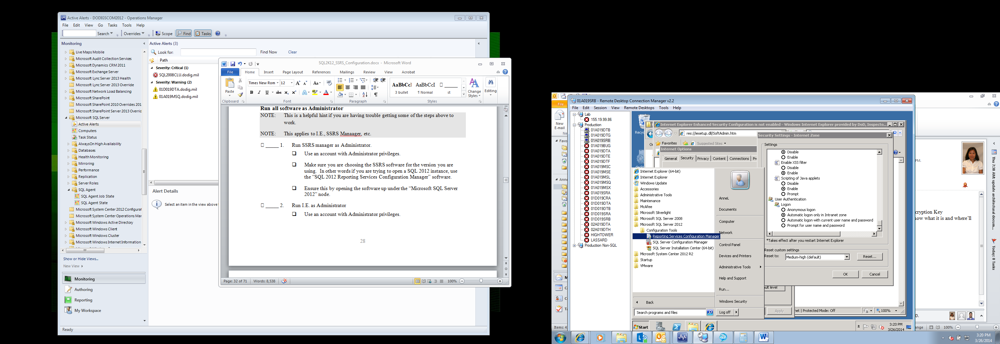 Active Alerts - DODIGSCOM2012 - Operations Manager
File Edit View Go Tasks Tools Help
Search Overrides Scope Find Tasks
Monitoring
Live Maps Mobile
Microsoft Audit Collection Services
Microsoft Dynamics CRM 2011
Microsoft Exchange Server
Microsoft Lync Server 2013 Health
Microsoft Lync Server 2013 Override
Microsoft Network Load Balancing
Microsoft SharePoint
Microsoft SharePoint 2010 Overrides 201
Microsoft SharePoint Server 2013 Overric
Microsoft SQL Server
Active Alerts
Computers
Task Status
AlwaysOn High Availability
Databases
Health Monitoring
Mirroring
Performance
Replication
Server Roles
SQL Agent
SQL Agent Job State
SQL Agent State
Microsoft System Center 2012 Configurat
Microsoft System Center Operations Mar
Microsoft Windows Active Directory
Microsoft Windows Client
Microsoft Windows Cluster
Microsoft Windows Internet Information
Show or Hide Views...
New View
Monitoring
Authoring
Reporting
My Workspace
Ready
Active Alerts (3)
Look for: Find Now Clear
Path
Severity: Critical (1)
SQL2008CLU.dodig.mil
Severity: Warning (2)
01D019DTA.dodig.mil
01A019MSQ.dodig.mil
Alert Details
Select an item in the view above
SQL2K12_SSRS_Configuration.docx - Microsoft Word
File Home Insert Page Layout References Mailings Review View Acrobat
Paste
Times New Rom 12
AaBbCcI AaBbCcI
3 bullet ¶ Normal st
Change Styles
Editing
Clipboard Font Paragraph Styles
Run all software as Administrator
NOTE: This is a helpful hint if you are having trouble getting some of the steps above to
work.
NOTE: This applies to I.E., SSRS Manaager, etc.
_____ 1. Run SSRS manager as Administrator.
Use an account with Administrator privileges.
Make sure you are choosing the SSRS software for the version you are
using. In other words if you are trying to open a SQL 2012 instance, use
the “SQL 2012 Reporting Services Configuration Manager” software.
Ensure this by opening the software up under the “Microsoft SQL Server
2012” node.
_____ 2. Run I.E. as Administrator
Use an account with Administrator privileges.
28
Page: 32 of 71 Words: 8,538 100%
File
New
E-mail
Ne
Favo
Anne
Items: 4
01A019SRB - Remote Desktop Connection Manager v2.2
File Edit Session View Remote Desktops Tools Help
Lab
155.19.99.86
Production
01A019DTB
01A019DTG
01A019SRB
01A019BUG
01A019DTA
01A019DTE
01A019DTF
01A019MSC
01A019MSE
01A019MSL
01A019MSQ
01A019MSX
01A019SRA
01D019CRA
01D019DTA
01D019DTB
01D019SRA
01D019SRB
02A019DTA
02A019DTH
HIGHTOWER
LASSARD
Production Non-SQL
Recyc
Internet Explorer Enhanced Security Configuration is not enabled - Windows Internet Explorer provided by DoD, Inspecto...
res://iesetup.dll/SoftAdmin.htm
Favorites Suggested Sites
Internet Options
General Security Privacy Content Connections Pr
Security Settings - Internet Zone
Settings
Disable
Enable
Enable XSS filter
Disable
Enable
Scripting of Java applets
Disable
Enable
Prompt
User Authentication
Logon
Anonymous logon
Automatic logon only in Intranet zone
Automatic logon with current user name and password
Prompt for user name and password
*Takes effect after you restart Internet Explorer
Reset custom settings
Reset to: Medium-high (default) Reset...
OK Cancel
ault level
Apply
net | Protected Mode: Off 100%
Internet Explorer (64-bit)
Internet Explorer
Windows Update
Accessories
Administrative Tools
Maintenance
McAfee
Microsoft Silverlight
Microsoft SQL Server 2008
Microsoft SQL Server 2012
Configuration Tools
Reporting Services Configuration Manager
SQL Server Configuration Manager
SQL Server Installation Center (64-bit)
Microsoft System Center 2012 R2
Startup
VMware
Back
Search programs and files
AnneL
Documents
Computer
Network
Control Panel
Devices and Printers
Administrative Tools
Help and Support
Run...
Windows Security
Log off
Start
3:20 PM
3/26/2014
PM.
cryption Key
now what it is and where'll
D.
ange 100%
Thu 7:30 AM: update architectural docum...
Today: 0 Tasks
3:20 PM
3/26/2014